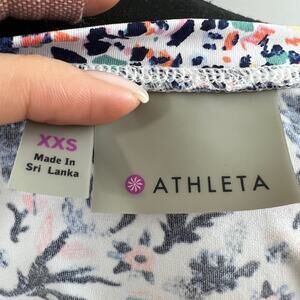 XXS
Made In
Sri Lanka
ATHLETA